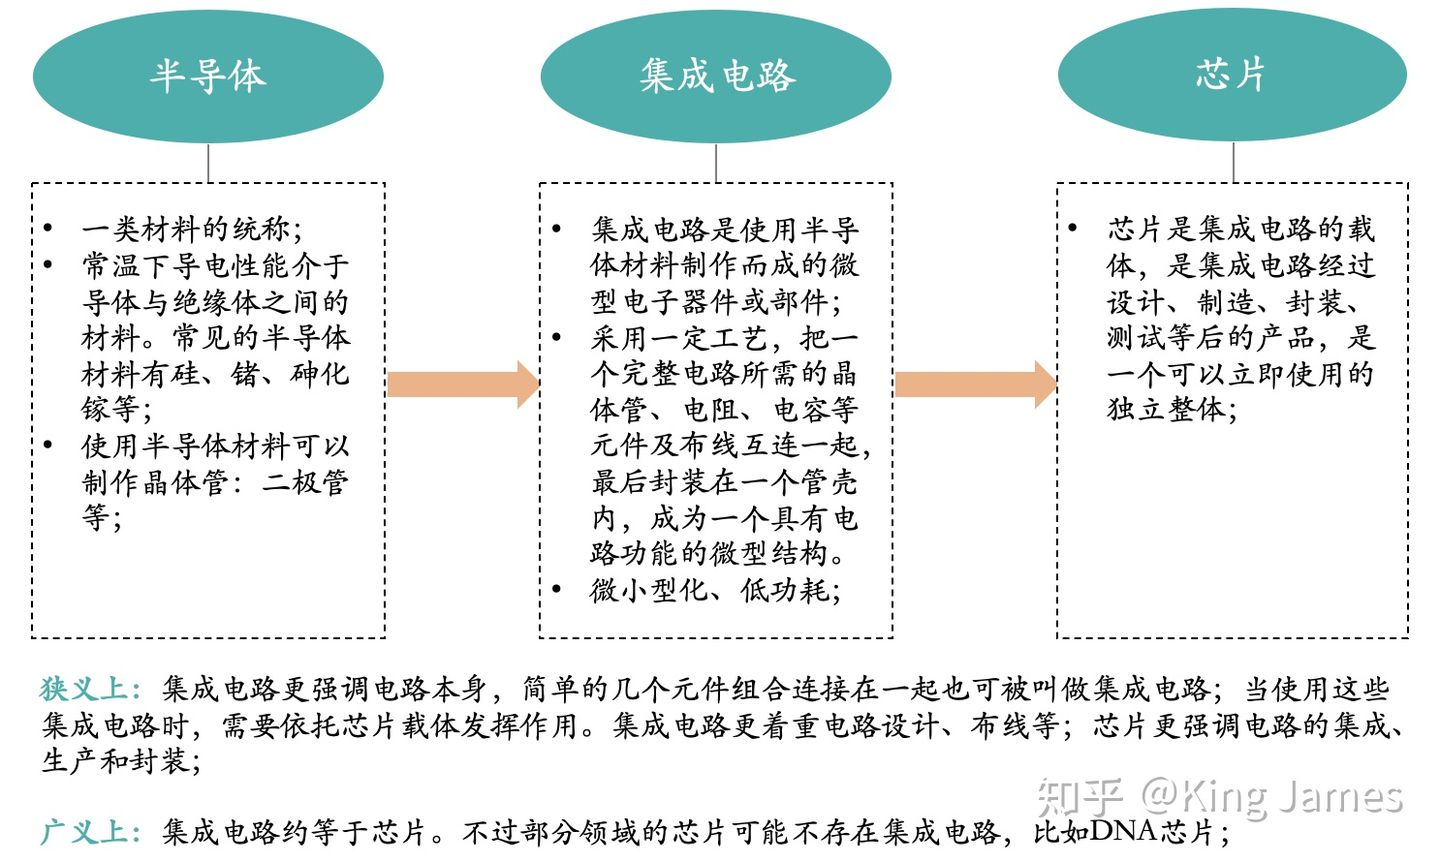 半导体
一类材料的统称；
常温下导电性能介于
导体与绝缘体之间的
材料。常见的半导体
材料有硅、锗、砷化
镓等；
使用半导体材料可以
制作晶体管：二极管
等；
集成电路
集成电路是使用半导
体材料制作而成的微
型电子器件或部件；
采用一定工艺，把一
个完整电路所需的晶
体管、电阻、电容等
元件及布线互连一起，
最后封装在一个管壳
内，成为一个具有电
路功能的微型结构。
微小型化、低功耗；
芯片
芯片是集成电路的载
体，是集成电路经过
设计、制造、封装、
测试等后的产品，是
一个可以立即使用的
独立整体；
狭义上：集成电路更强调电路本身，简单的几个元件组合连接在一起也可被叫做集成电路；当使用这些
集成电路时，需要依托芯片载体发挥作用。集成电路更着重电路设计、布线等；芯片更强调电路的集成、
生产和封装；
广义上：集成电路约等于芯片。不过部分领域的芯片可能不存在集成电路，比如DNA芯片；
知乎 @King James